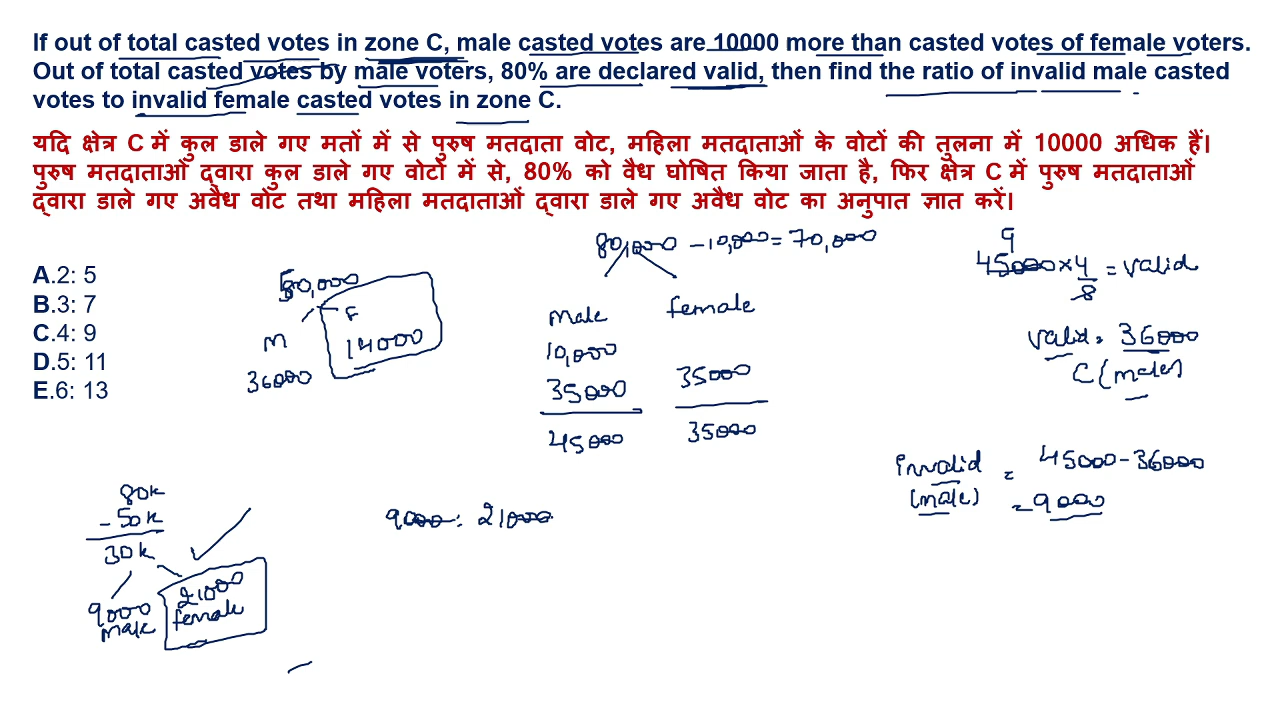 If out of total casted votes in zone C, male casted votes are 10000 more than casted votes of female voters.
Out of total casted votes by male voters, 80% are declared valid, then find the ratio of invalid male casted
votes to invalid female casted votes in zone C.
यदि क्षेत्र C में कुल डाले गए मतों में से पुरुष मतदाता वोट, महिला मतदाताओं के वोटों की तुलना में 10000 अधिक हैं।
पुरुष मतदाताओं द्वारा कुल डाले गए वोटों में से, 80% को वैध घोषित किया जाता है, फिर क्षेत्र C में पुरुष मतदाताओं
द्वारा डाले गए अवैध वोट तथा महिला मतदाताओं द्वारा डाले गए अवैध वोट का अनुपात ज्ञात करें।
A.2: 5
B.3: 7
C.4: 9
D.5: 11
E.6: 13
50,000
M F
36000 14000
80,000 - 10,000 = 70,000
Male female
10,000
35000 35000
45000 35000
9
45000 × 4 = valid
8
valid = 36000
C (male)
Invalid = 45000 - 36000
(male) = 9000
80k
- 50k
30k
9000 21000
male female
9000 : 21000